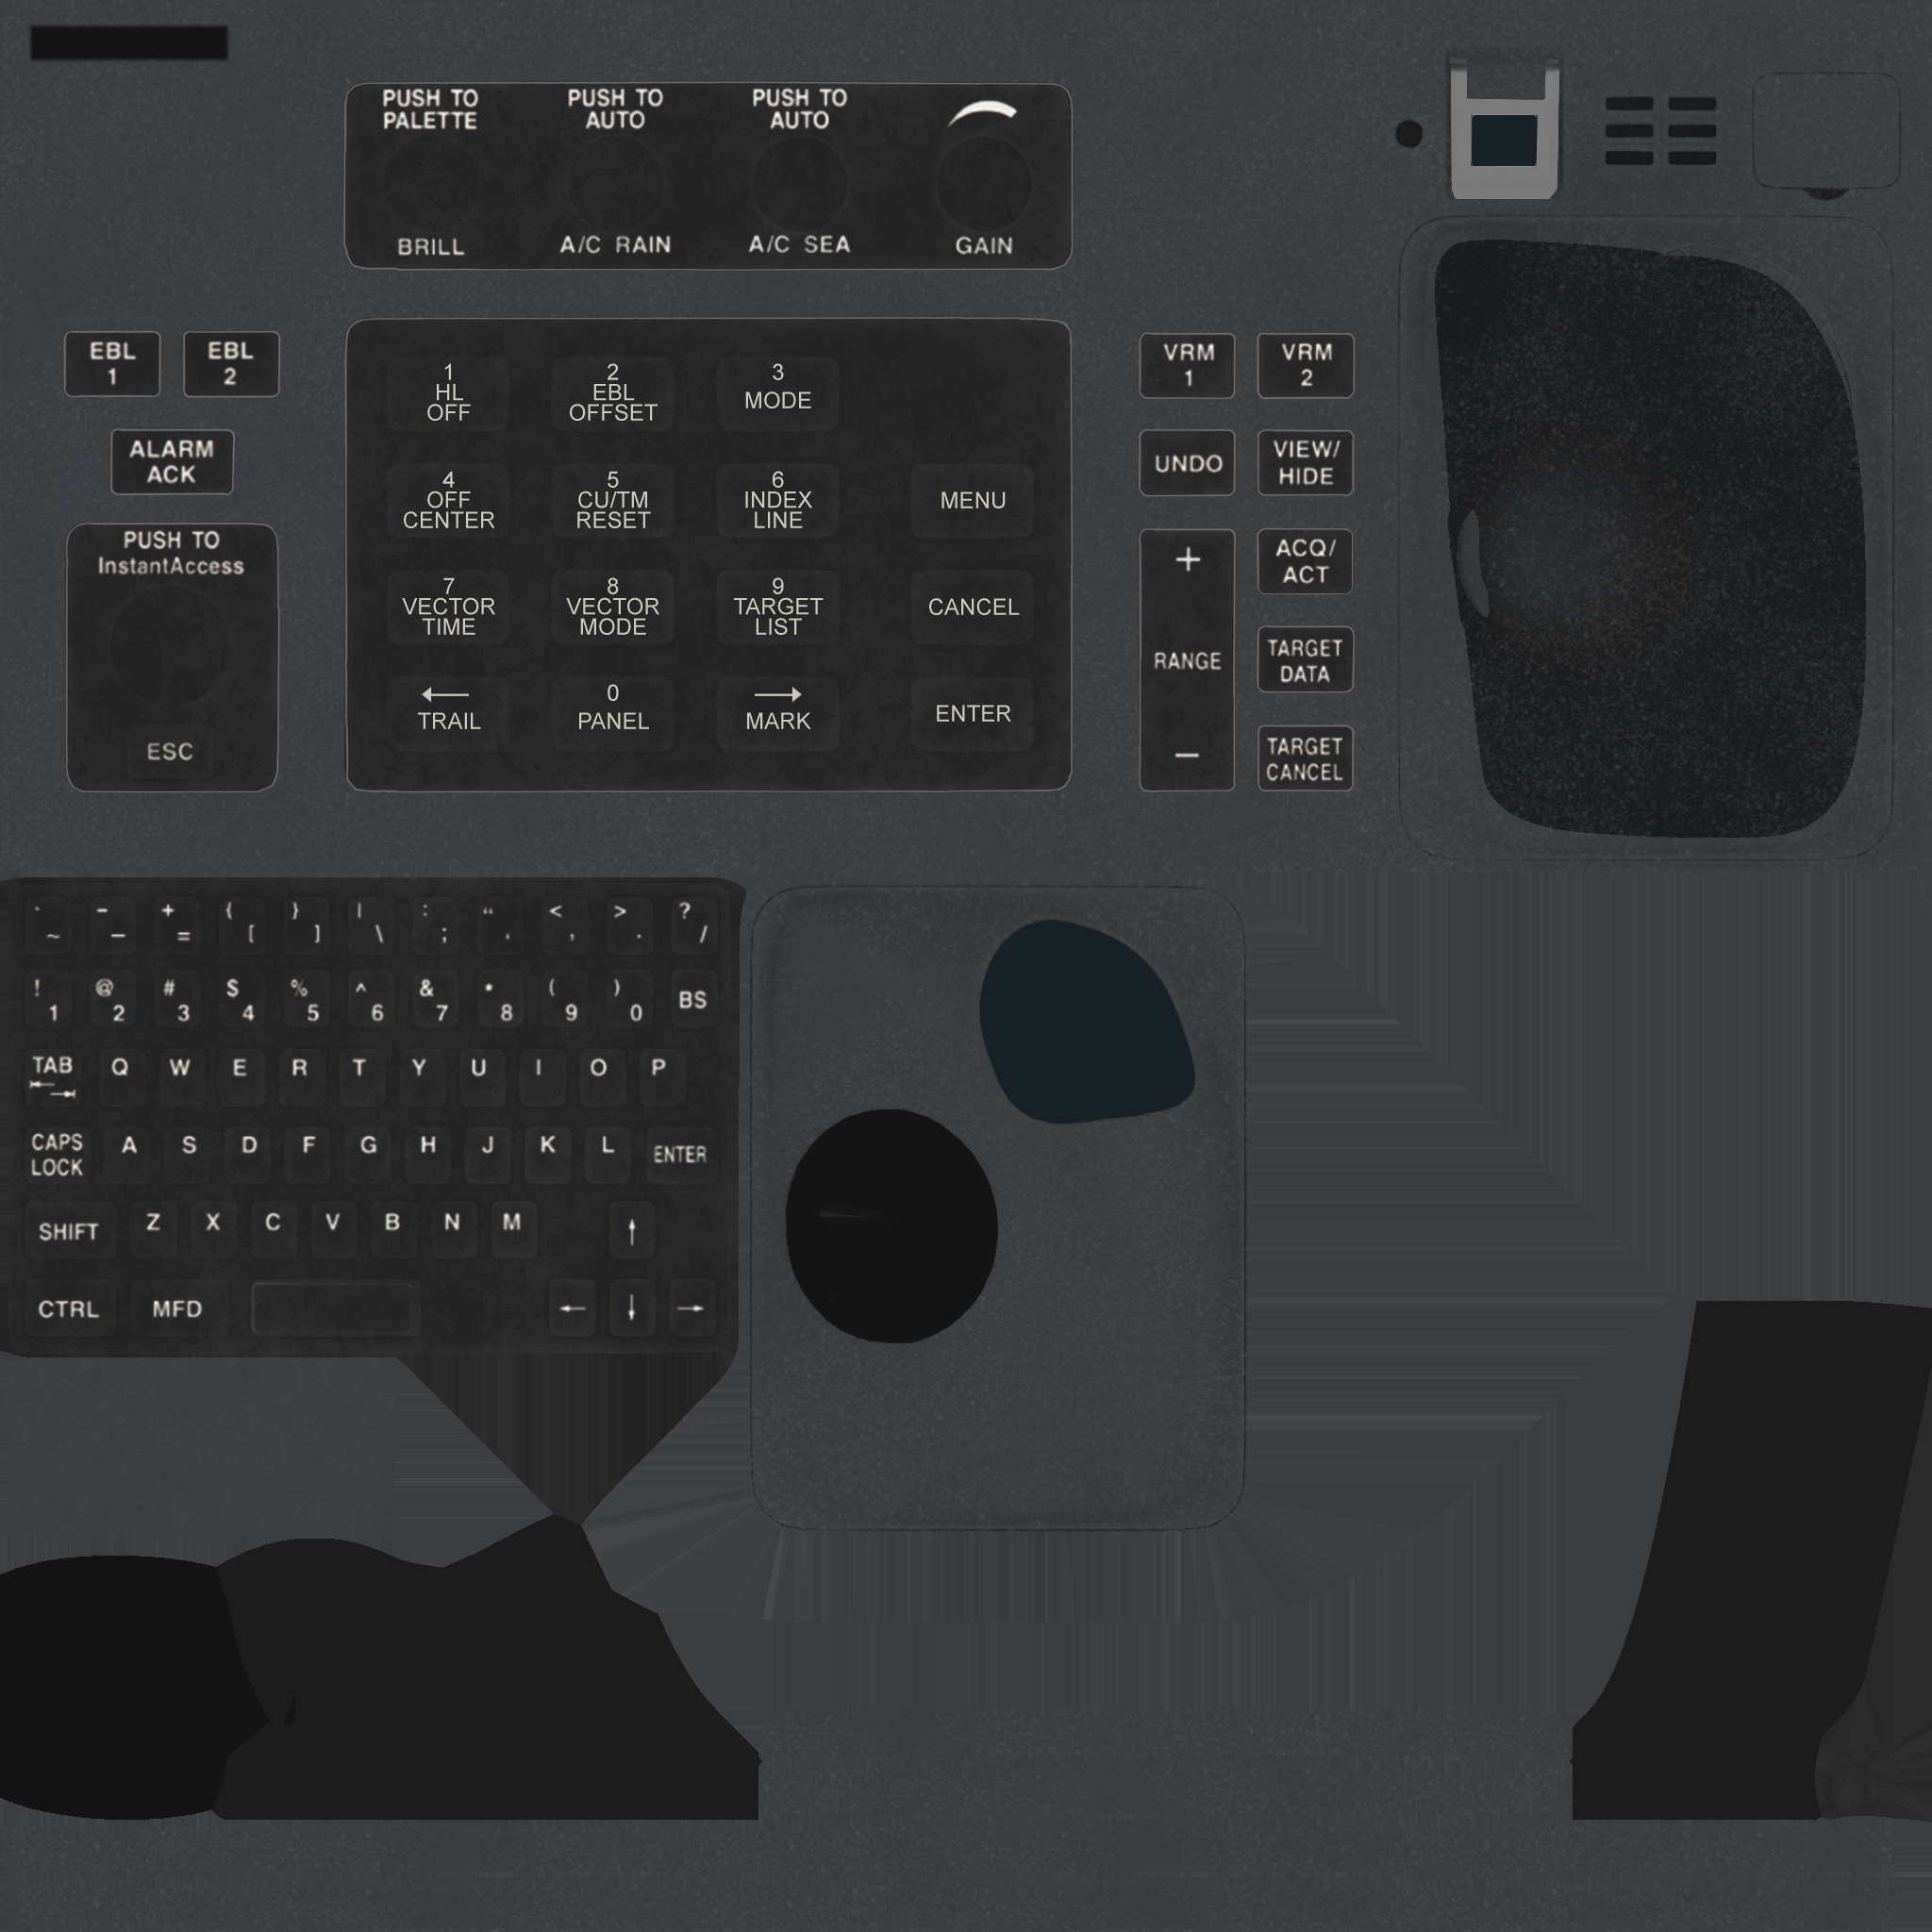 PUSH TO
PALETTE
BRILL
PUSH TO
AUTO
A/C RAIN
PUSH TO
AUTO
A/C SEA
GAIN
EBL
1
EBL
2
ALARM
ACK
PUSH TO
InstantAccess
ESC
1
HL
OFF
2
EBL
OFFSET
3
MODE
4
OFF
CENTER
5
CU/TM
RESET
6
INDEX
LINE
MENU
7
VECTOR
TIME
8
VECTOR
MODE
9
TARGET
LIST
CANCEL
←
TRAIL
0
PANEL
→
MARK
ENTER
VRM
1
VRM
2
UNDO
VIEW/
HIDE
+
RANGE
−
ACQ/
ACT
TARGET
DATA
TARGET
CANCEL
` - + { } | : “ < > ?
~ – = [ ] \ ; ‘ , . /
! @ # $ % ^ & * ( )
1 2 3 4 5 6 7 8 9 0 BS
TAB Q W E R T Y U I O P
CAPS
LOCK
A S D F G H J K L ENTER
SHIFT Z X C V B N M ↑
CTRL MFD ← ↓ →